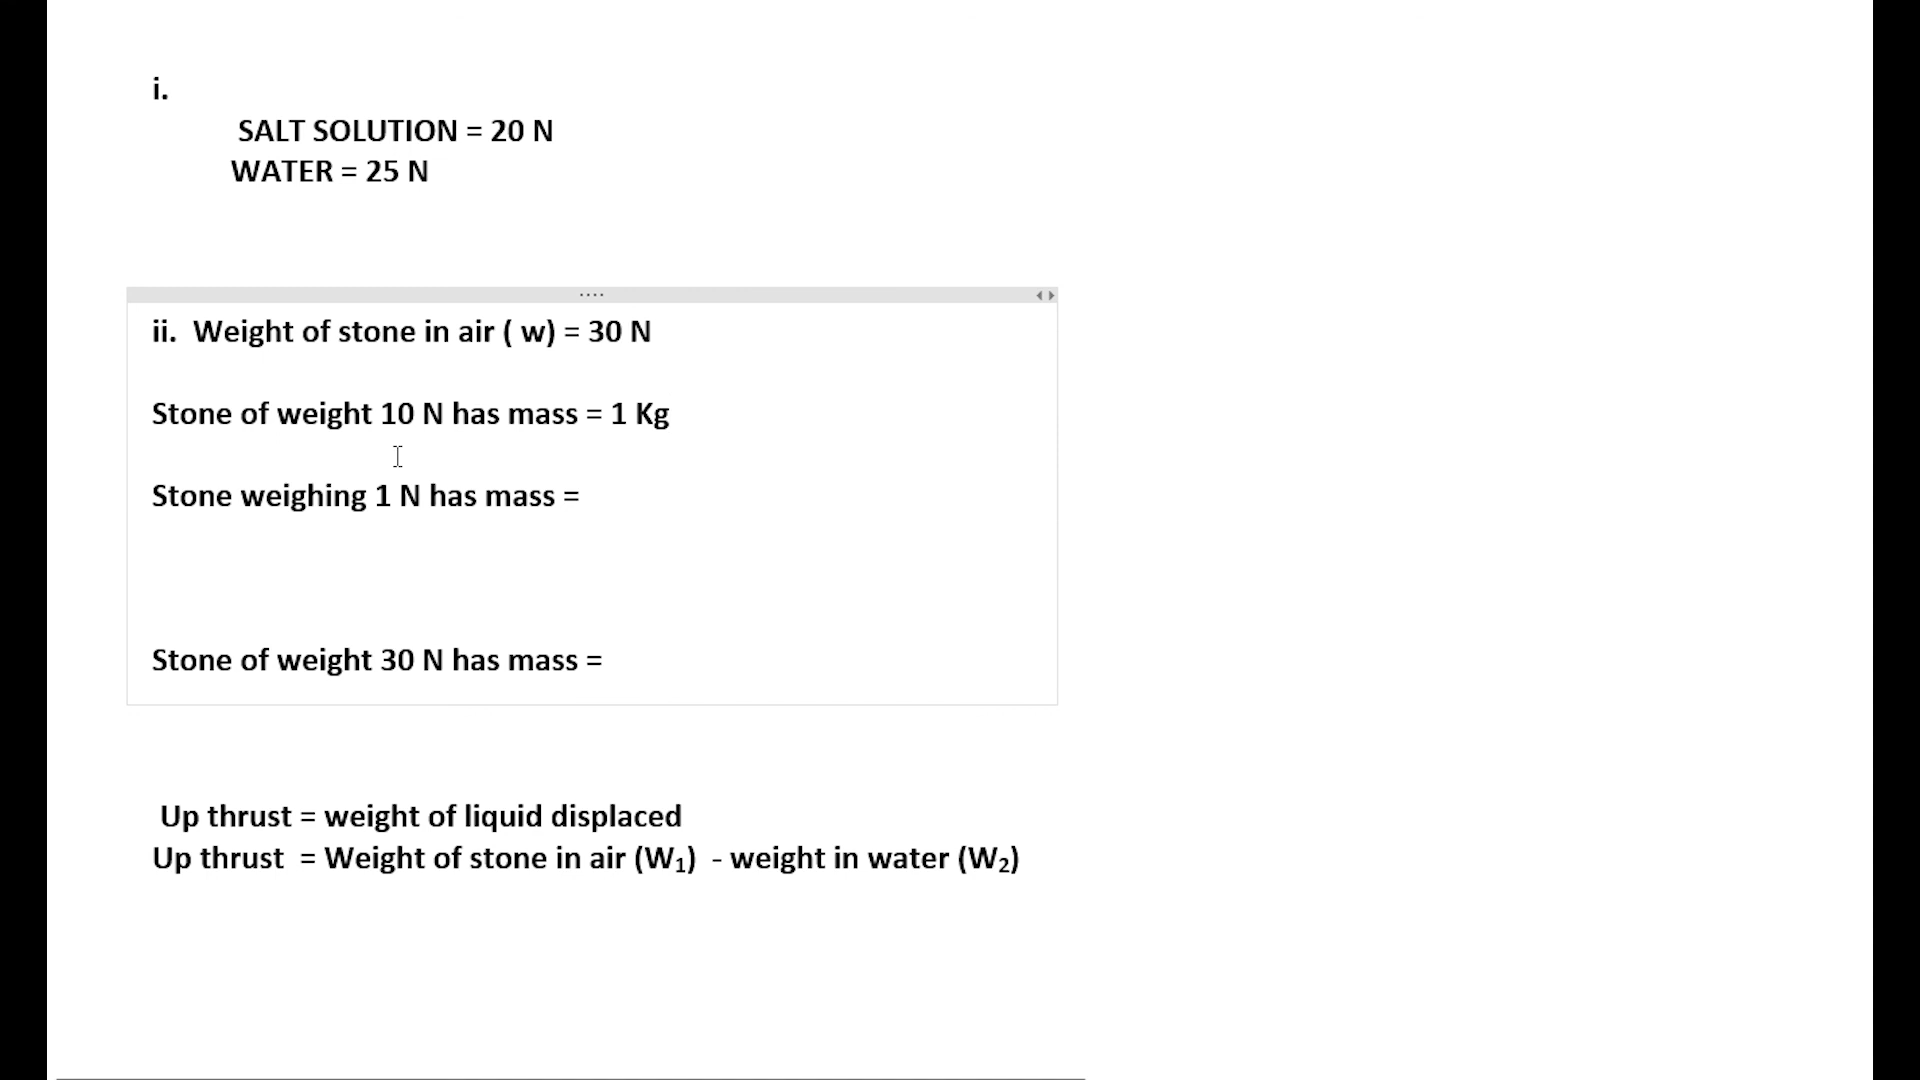 i.
SALT SOLUTION = 20 N
WATER = 25 N
ii. Weight of stone in air ( w) = 30 N
Stone of weight 10 N has mass = 1 Kg
Stone weighing 1 N has mass =
Stone of weight 30 N has mass =
Up thrust = weight of liquid displaced
Up thrust = Weight of stone in air (W₁) - weight in water (W₂)